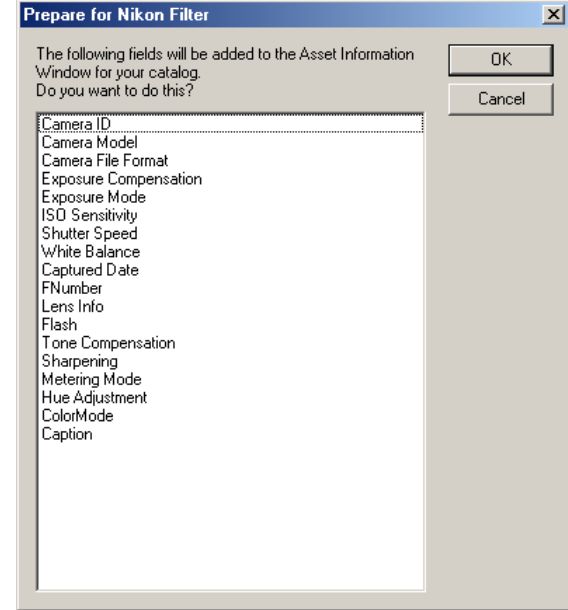 Prepare for Nikon Filter
The following fields will be added to the Asset Information
Window for your catalog.
Do you want to do this?
OK
Cancel
Camera ID
Camera Model
Camera File Format
Exposure Compensation
Exposure Mode
ISO Sensitivity
Shutter Speed
White Balance
Captured Date
FNumber
Lens Info
Flash
Tone Compensation
Sharpening
Metering Mode
Hue Adjustment
ColorMode
Caption